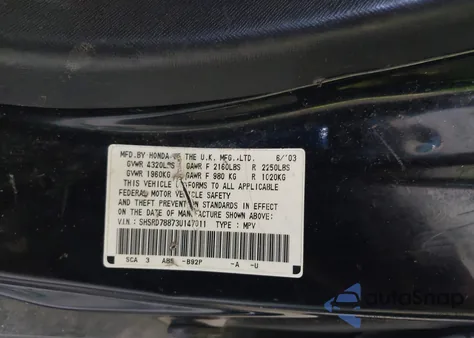 MFD.BY HONDA OF THE U.K. MFG.,LTD. 6/'03
GVWR 4320LBS GAWR F 2160LBS R 2250LBS
GVWR 1960KG GAWR F 980 KG R 1020KG
THIS VEHICLE CONFORMS TO ALL APPLICABLE
FEDERAL MOTOR VEHICLE SAFETY
AND THEFT PREVENTION STANDARDS IN EFFECT
ON THE DATE OF MANUFACTURE SHOWN ABOVE:
V.I.N.: SHSRD78873U147011 TYPE: MPV
5CA 3 ABS -B92P -A -U
autoSnap